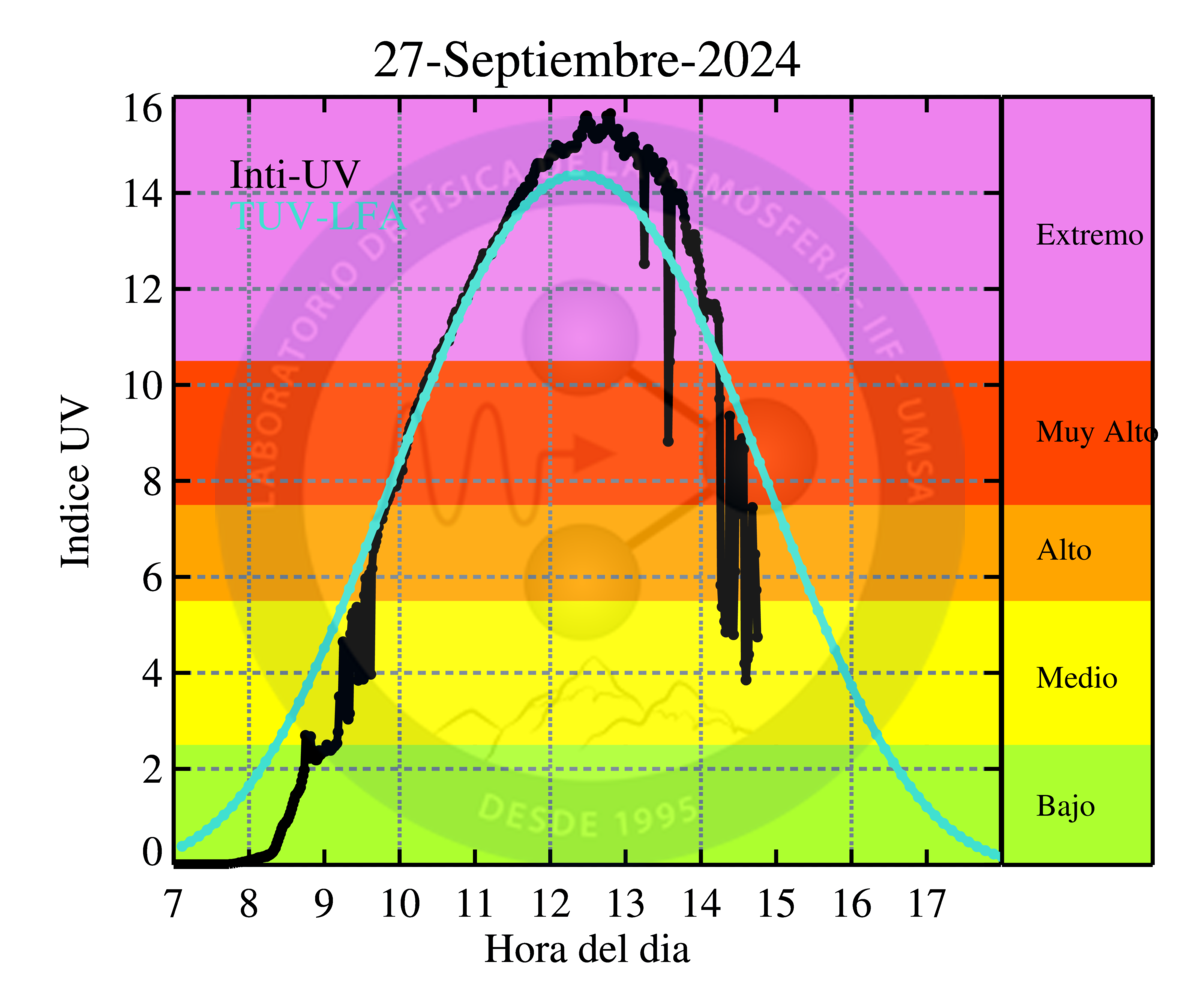 27-Septiembre-2024
Inti-UV
TUV-LFA
LABORATORIO DE FÍSICA DE LA ATMÓSFERA - IIF - UMSA
DESDE 1995
Indice UV
16
14
12
10
8
6
4
2
0
Extremo
Muy Alto
Alto
Medio
Bajo
7 8 9 10 11 12 13 14 15 16 17
Hora del dia